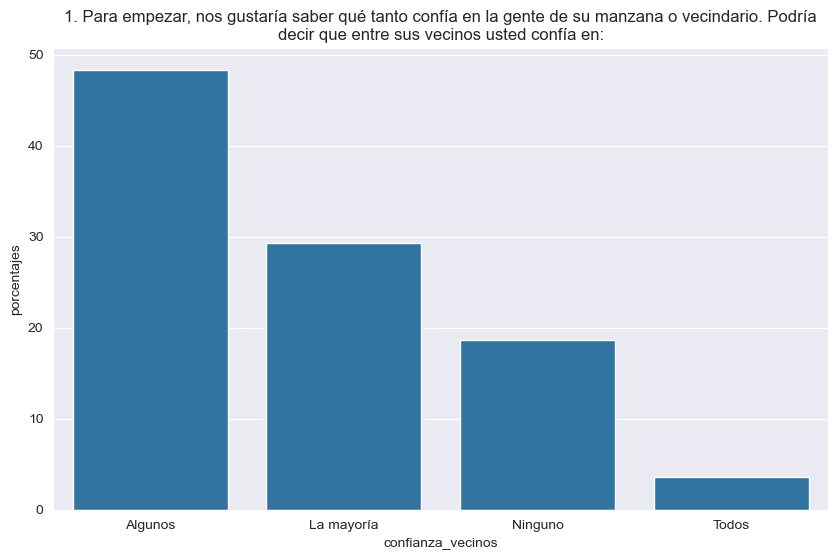 1. Para empezar, nos gustaría saber qué tanto confía en la gente de su manzana o vecindario. Podría
decir que entre sus vecinos usted confía en:
50
40
30
20
10
0
porcentajes
Algunos
La mayoría
Ninguno
Todos
confianza_vecinos